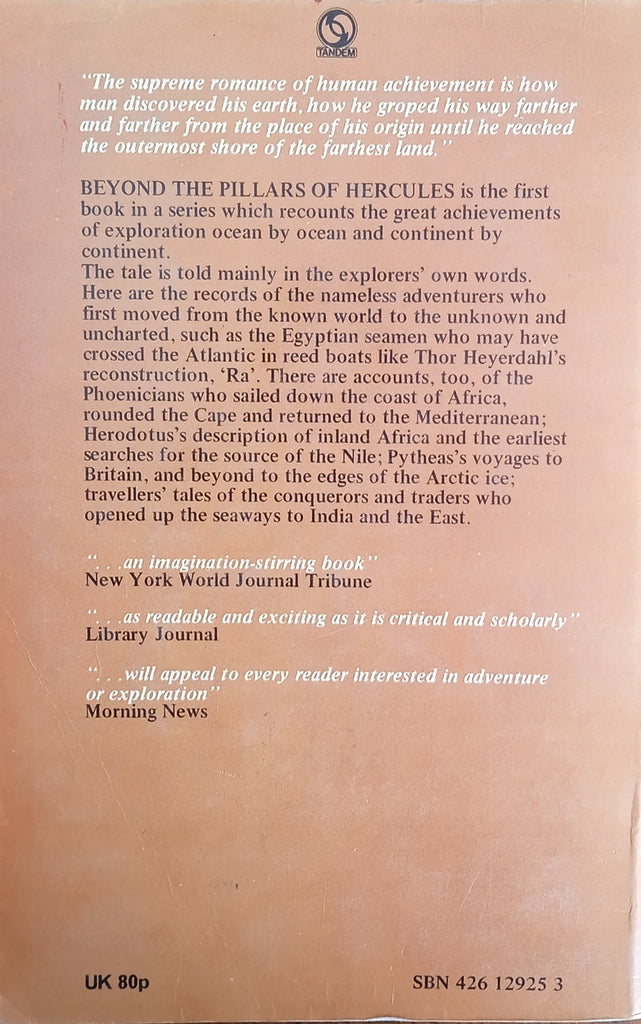 TANDEM
“The supreme romance of human achievement is how
man discovered his earth, how he groped his way farther
and farther from the place of his origin until he reached
the outermost shore of the farthest land.”
BEYOND THE PILLARS OF HERCULES is the first
book in a series which recounts the great achievements
of exploration ocean by ocean and continent by
continent.
The tale is told mainly in the explorers’ own words.
Here are the records of the nameless adventurers who
first moved from the known world to the unknown and
uncharted, such as the Egyptian seamen who may have
crossed the Atlantic in reed boats like Thor Heyerdahl’s
reconstruction, ‘Ra’. There are accounts, too, of the
Phoenicians who sailed down the coast of Africa,
rounded the Cape and returned to the Mediterranean;
Herodotus’s description of inland Africa and the earliest
searches for the source of the Nile; Pytheas’s voyages to
Britain, and beyond to the edges of the Arctic ice;
travellers’ tales of the conquerors and traders who
opened up the seaways to India and the East.
“. . .an imagination-stirring book”
New York World Journal Tribune
“. . .as readable and exciting as it is critical and scholarly”
Library Journal
“. . .will appeal to every reader interested in adventure
or exploration”
Morning News
UK 80p
SBN 426 12925 3